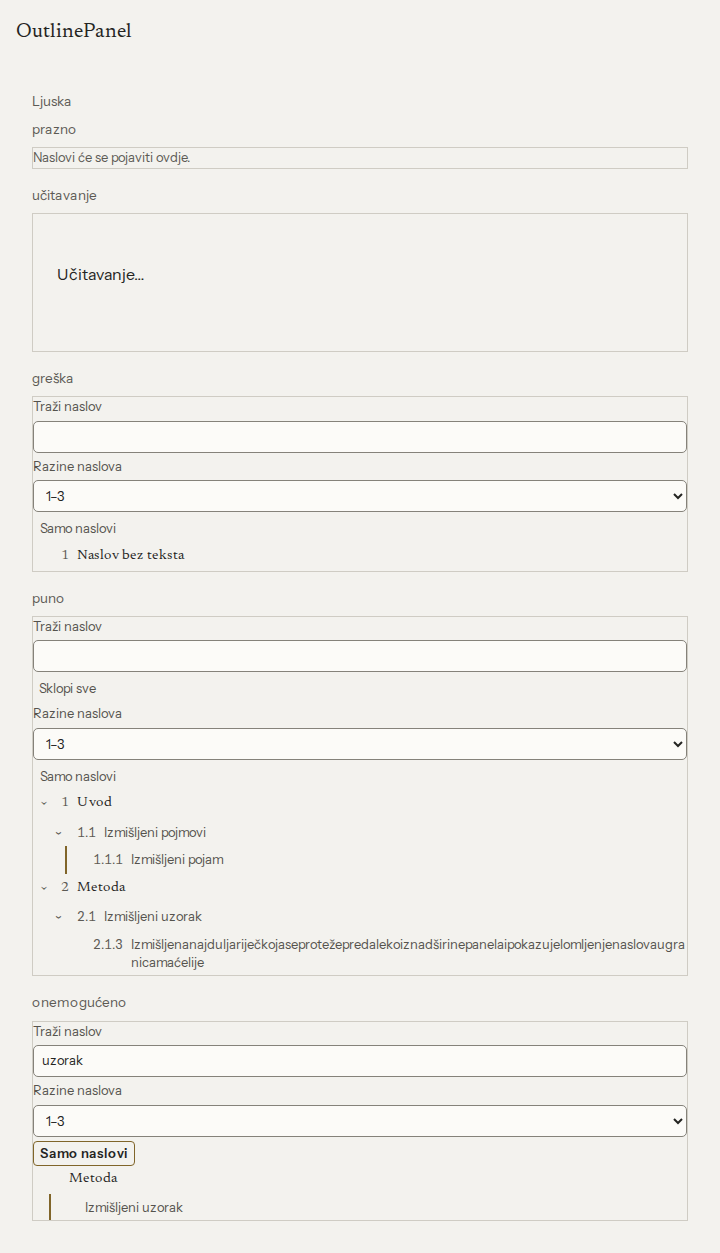 OutlinePanel
Ljuska
prazno
Naslovi će se pojaviti ovdje.
učitavanje
Učitavanje…
greška
Traži naslov
Razine naslova
1–3
Samo naslovi
1 Naslov bez teksta
puno
Traži naslov
Sklopi sve
Razine naslova
1–3
Samo naslovi
1 Uvod
1.1 Izmišljeni pojmovi
1.1.1 Izmišljeni pojam
2 Metoda
2.1 Izmišljeni uzorak
2.1.3 Izmišljenanajduljariječkojaseprotežepredalekoiznadširinepanelaipokazujelomljenjenaslovaugra
nicamaćelije
onemogućeno
Traži naslov
uzorak
Razine naslova
1–3
Samo naslovi
Metoda
Izmišljeni uzorak